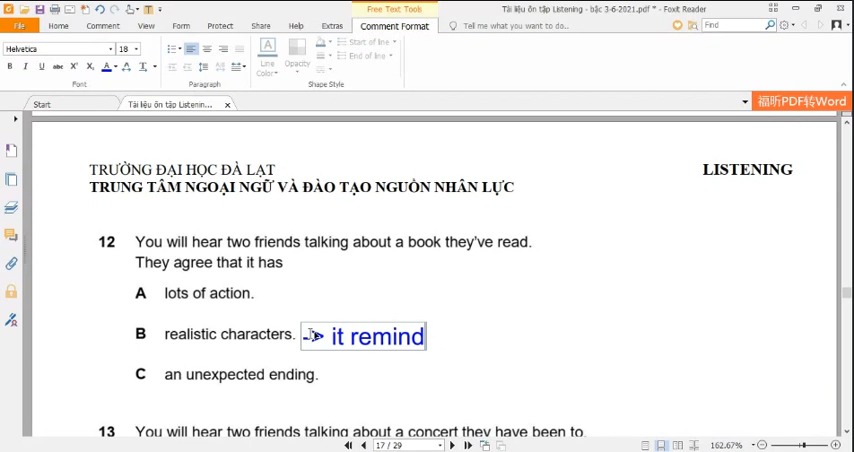 Free Text Tools
Tài liệu ôn tập Listening - bậc 3-6-2021.pdf * - Foxit Reader
File Home Comment View Form Protect Share Help Extras Comment Format Tell me what you want to do... Find
Helvetica 18 Start of line
B I U abc X² X₂ A A T Line Color Opacity End of line
Font Paragraph Shape Style
Start Tài liệu ôn tập Listenin... 福昕PDF转Word
TRƯỜNG ĐẠI HỌC ĐÀ LẠT LISTENING
TRUNG TÂM NGOẠI NGỮ VÀ ĐÀO TẠO NGUỒN NHÂN LỰC
12 You will hear two friends talking about a book they've read.
They agree that it has
A lots of action.
B realistic characters. --> it remind
C an unexpected ending.
13 You will hear two friends talking about a concert they have been to.
17 / 29 162.67%